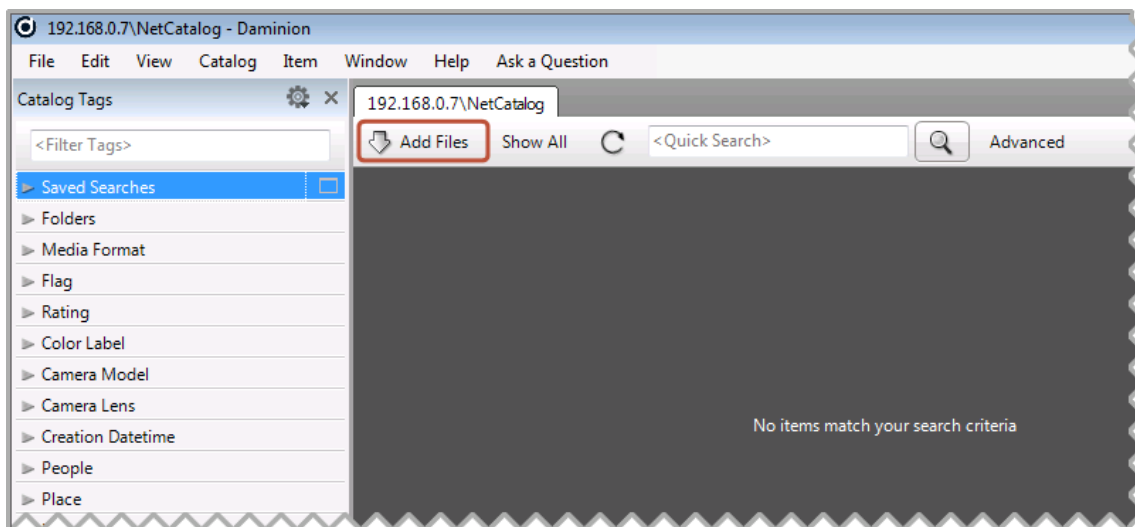 192.168.0.7\NetCatalog - Daminion
File Edit View Catalog Item Window Help Ask a Question
Catalog Tags
192.168.0.7\NetCatalog
<Filter Tags>
Add Files Show All <Quick Search> Advanced
Saved Searches
Folders
Media Format
Flag
Rating
Color Label
Camera Model
Camera Lens
Creation Datetime
People
Place
No items match your search criteria